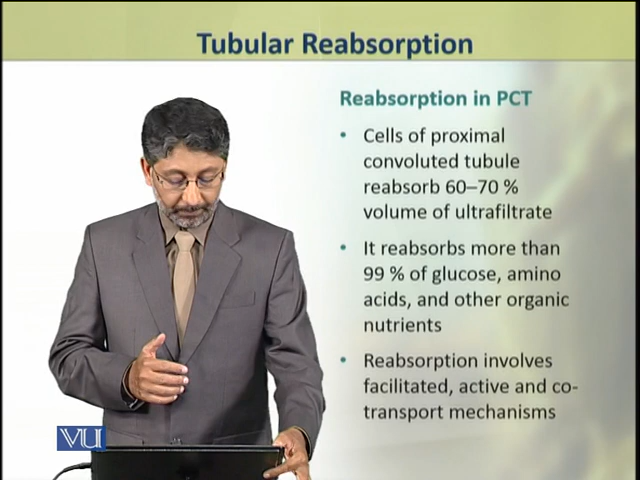 Tubular Reabsorption
Reabsorption in PCT
• Cells of proximal
convoluted tubule
reabsorb 60–70 %
volume of ultrafiltrate
• It reabsorbs more than
99 % of glucose, amino
acids, and other organic
nutrients
• Reabsorption involves
facilitated, active and co-
transport mechanisms
VU